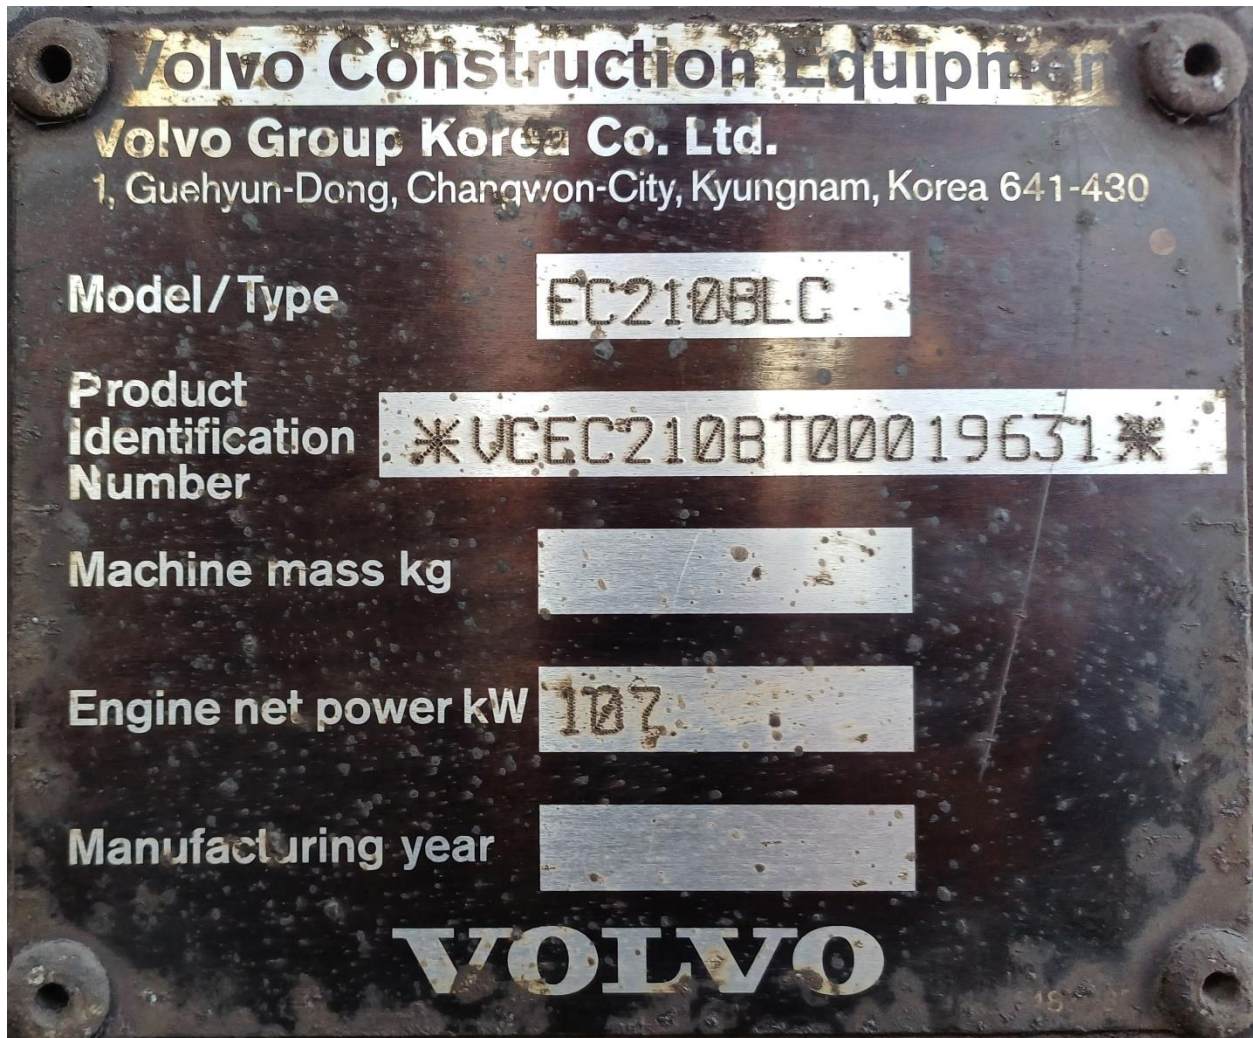 Volvo Construction Equipment
Volvo Group Korea Co. Ltd.
1, Guehyun-Dong, Changwon-City, Kyungnam, Korea 641-430
Model/Type EC210BLC
Product
Identification
Number
*VCEC210BT00019631*
Machine mass kg
Engine net power kW 107
Manufacturing year
VOLVO